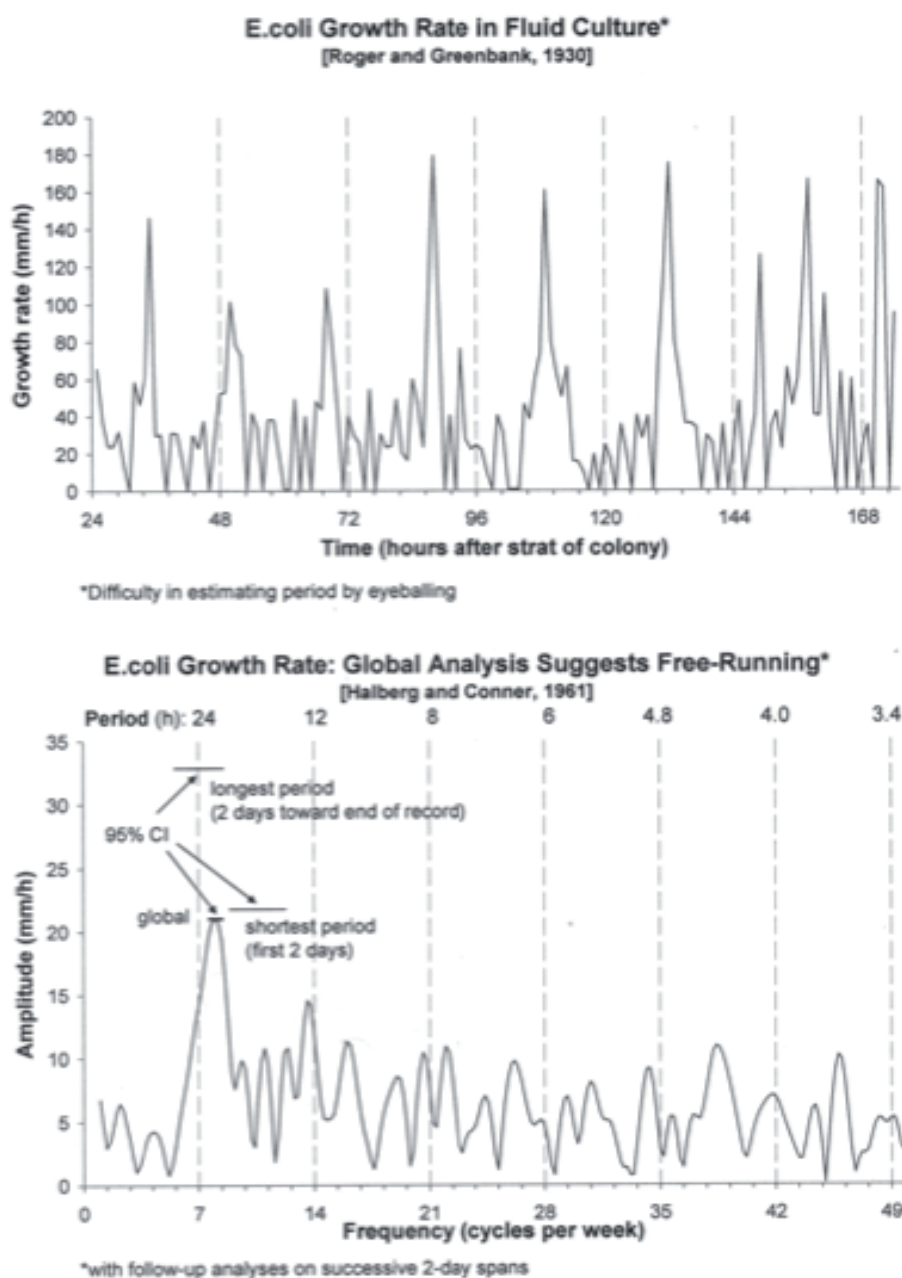 E.coli Growth Rate in Fluid Culture*
[Roger and Greenbank, 1930]
200
180
160
140
120
100
80
60
40
20
0
Growth rate (mm/h)
24 48 72 96 120 144 168
Time (hours after strat of colony)
*Difficulty in estimating period by eyeballing
E.coli Growth Rate: Global Analysis Suggests Free-Running*
[Halberg and Conner, 1961]
Period (h): 24 12 8 6 4.8 4.0 3.4
35
30
25
20
15
10
5
0
Amplitude (mm/h)
longest period
(2 days toward end of record)
95% CI
global
shortest period
(first 2 days)
0 7 14 21 28 35 42 49
Frequency (cycles per week)
*with follow-up analyses on successive 2-day spans